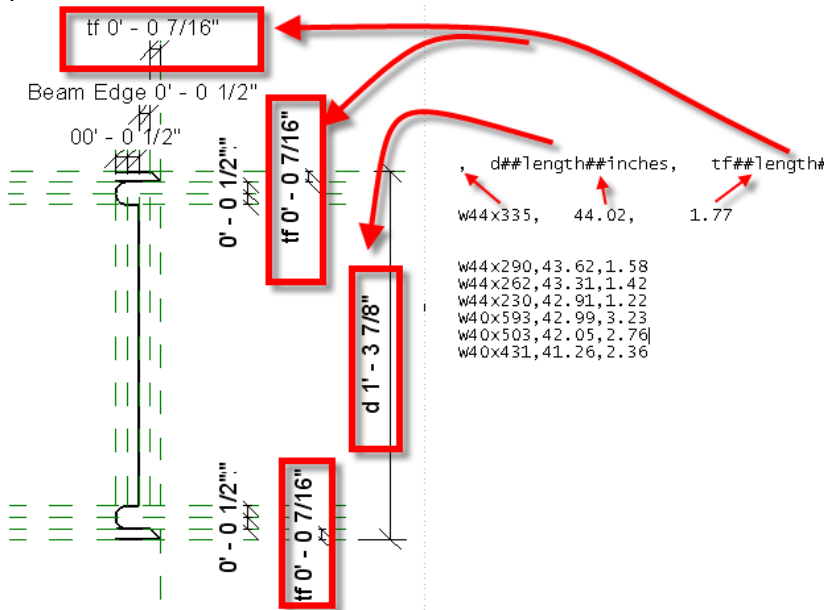 tf 0' - 0 7/16"
Beam Edge 0' - 0 1/2"
00' - 0 1/2"
0' - 0 1/2"
tf 0' - 0 7/16"
d 1' - 3 7/8"
0' - 0 1/2"
tf 0' - 0 7/16"
, d##length##inches, tf##length#
w44x335, 44.02, 1.77
w44x290,43.62,1.58
w44x262,43.31,1.42
w44x230,42.91,1.22
w40x593,42.99,3.23
w40x503,42.05,2.76
w40x431,41.26,2.36